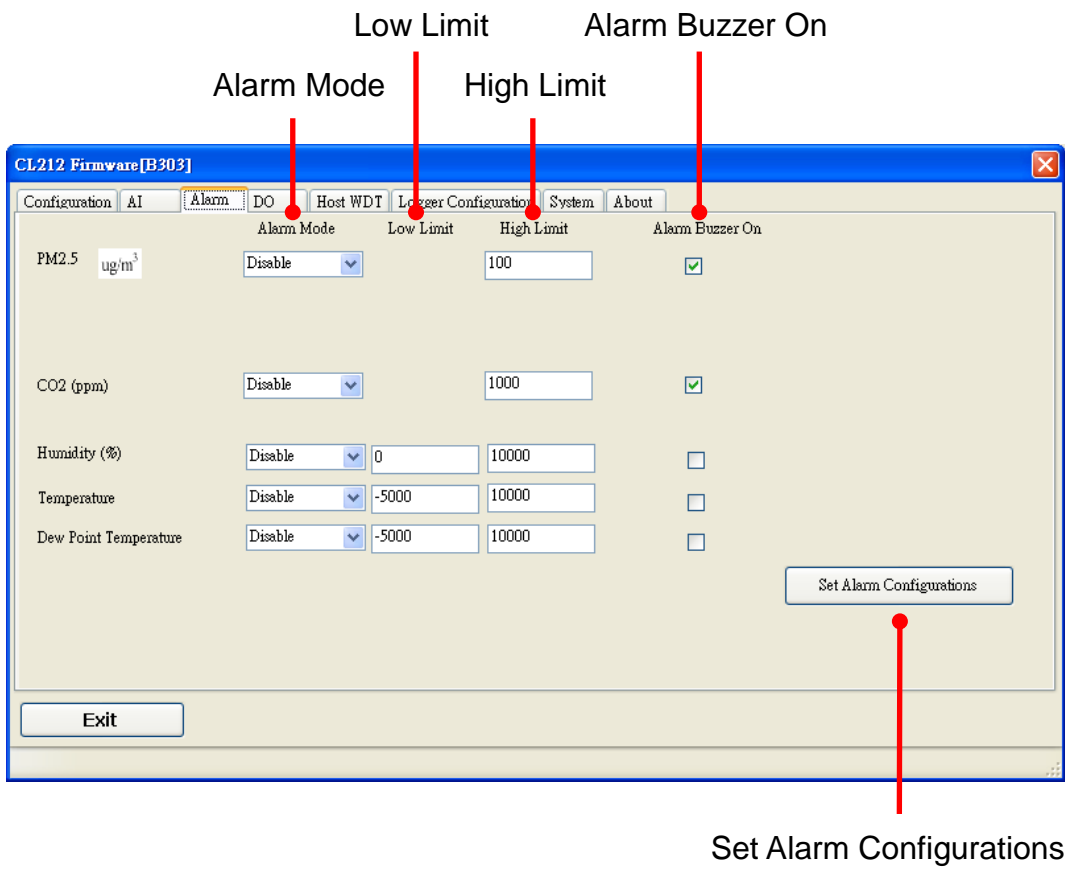 Low Limit Alarm Buzzer On
Alarm Mode High Limit
CL212 Firmware[B303]
Configuration AI Alarm DO Host WDT Logger Configuration System About
Alarm Mode Low Limit High Limit Alarm Buzzer On
PM2.5 ug/m³ Disable 100
CO2 (ppm) Disable 1000
Humidity (%) Disable 0 10000
Temperature Disable -5000 10000
Dew Point Temperature Disable -5000 10000
Set Alarm Configurations
Exit
Set Alarm Configurations